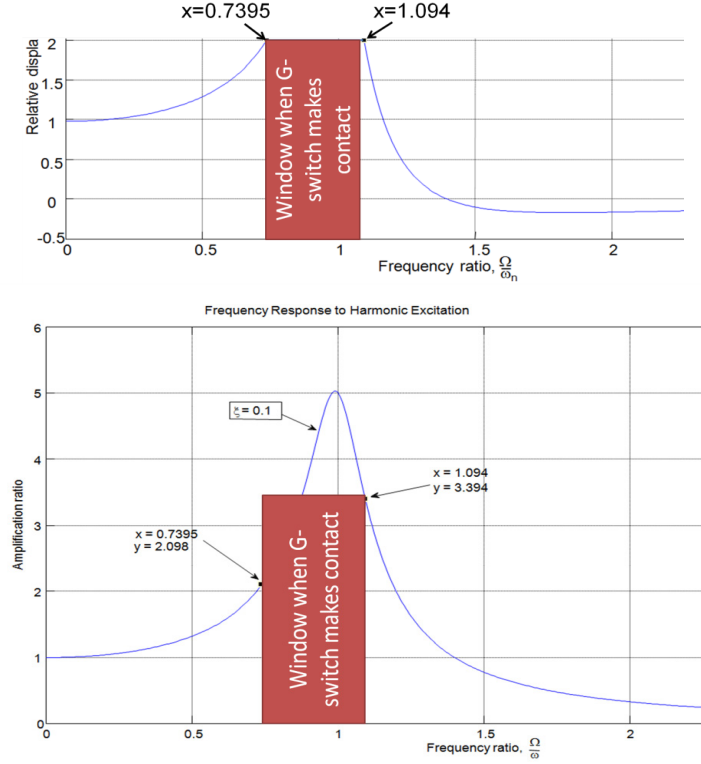 x=0.7395 x=1.094
Relative displa
2
1.5
1
0.5
0
-0.5
Window when G-
switch makes
contact
0 0.5 1 1.5 2
Frequency ratio, Ω/ωn
Frequency Response to Harmonic Excitation
Amplification ratio
6
5
4
3
2
1
0
ξ = 0.1
x = 1.094
y = 3.394
x = 0.7395
y = 2.098
Window when G-
switch makes contact
0 0.5 1 1.5 2
Frequency ratio, Ω/ω